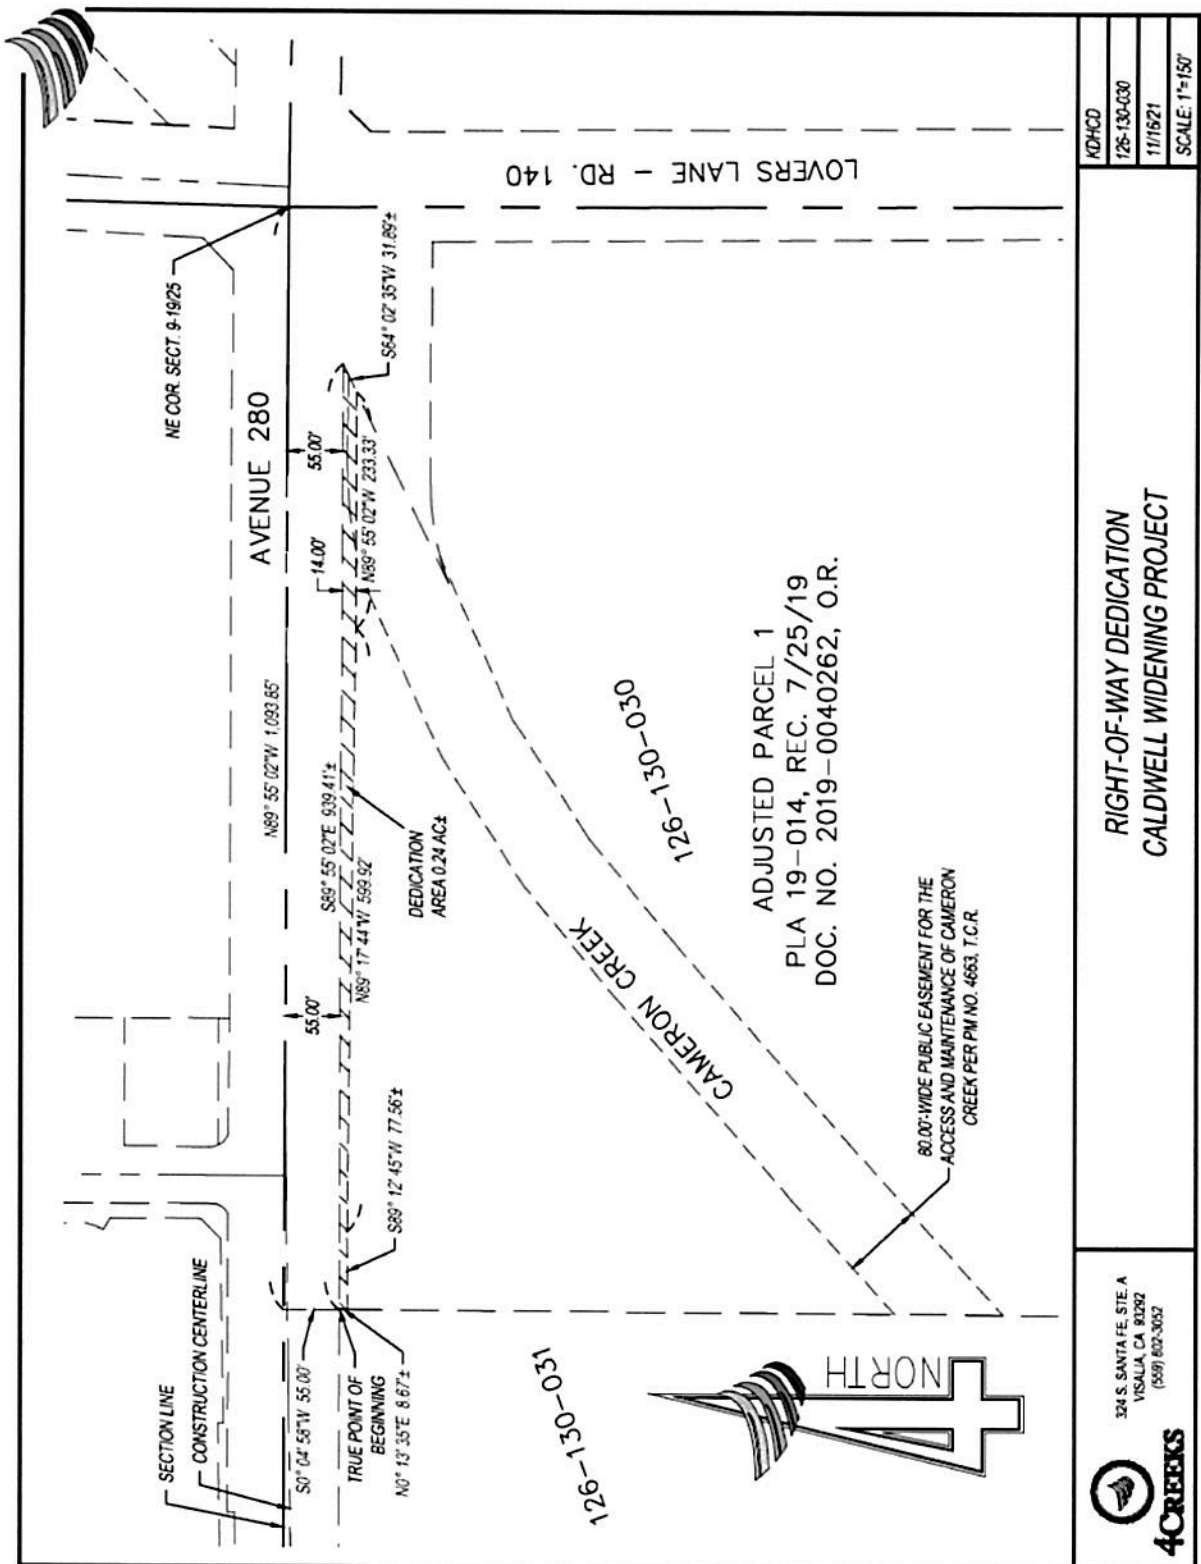 SECTION LINE
CONSTRUCTION CENTERLINE
S0° 04' 58"W 55.00'
TRUE POINT OF
BEGINNING
N0° 13' 35"E 8.67'±
S89° 12' 45"W 77.56'±
55.00'
N89° 55' 02"W 1,093.85'
S89° 55' 02"E 939.41'±
N89° 17' 44"W 599.92'
DEDICATION
AREA 0.24 AC±
AVENUE 280
14.00'
55.00'
N89° 55' 02"W 233.33'
S64° 02' 35"W 31.89'±
NE COR. SECT. 9-19/25
LOVERS LANE - RD. 140
CAMERON CREEK
126-130-031
126-130-030
ADJUSTED PARCEL 1
PLA 19-014, REC. 7/25/19
DOC. NO. 2019-0040262, O.R.
80.00'-WIDE PUBLIC EASEMENT FOR THE
ACCESS AND MAINTENANCE OF CAMERON
CREEK PER PM NO. 4663, T.C.R.
NORTH
4CREEKS
324 S. SANTA FE, STE. A
VISALIA, CA 93292
(559) 802-3052
RIGHT-OF-WAY DEDICATION
CALDWELL WIDENING PROJECT
KDHCD
126-130-030
11/16/21
SCALE: 1"=150'